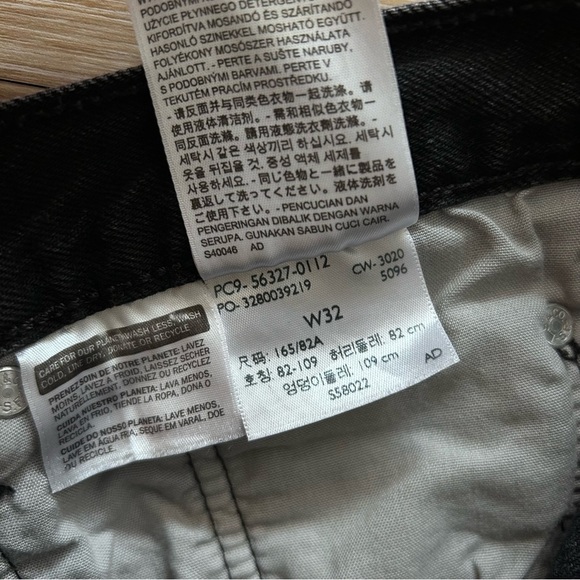 UŻYCIE PŁYNNEGO DETERGENTU
KIFORDÍTVA MOSANDÓ ÉS SZÁRÍTANDÓ
HASONLÓ SZINEKKEL MOSHATÓ EGYÜTT.
FOLYÉKONY MOSÓSZER HASZNÁLATA
AJÁNLOTT. - PERTE A SUŠTE NARUBY.
S PODOBNÝMI BARVAMI. PERTE V
TEKUTÉM PRACÍM PROSTŘEDKU.
- 请反面并与同类色衣物一起洗涤。请
使用液体清洁剂。- 需和相似色衣物一
同反面洗滌。請用液態洗衣劑洗滌。- 세탁시
세탁시 같은 색상끼리 하십시요. 세탁시
옷을 뒤집을 것. 중성 액체 세제를
사용하세요. - 同じ色物と一緒に製品を
裏返して洗ってください。液体洗剤を
ご使用下さい。 - PENCUCIAN DAN
PENGERINGAN DIBALIK DENGAN WARNA
SERUPA. GUNAKAN SABUN CUCI CAIR.
S40046 AD
PC9- 56327-0112 CW-3020
PO-3280039219 5096
W32
尺码: 165/82A
호칭: 82-109 허리둘레: 82 cm
엉덩이둘레: 109 cm AD
S58022
CARE FOR OUR PLANET: WASH LESS, WASH
COLD, LINE DRY, DONATE OR RECYCLE
PRENEZ SOIN DE NOTRE PLANETE: LAVEZ
MOINS, LAVEZ A FROID, LAISSEZ SÉCHER
NATURELLEMENT, DONNEZ OU RECYCLEZ
CUIDA NUESTRO PLANETA: LAVA MENOS,
LAVA EN FRIO, TIENDE LA ROPA, DONA O
RECICLA.
CUIDE DO NOSSO PLANETA: LAVE MENOS,
LAVE EM ÁGUA FRIA, SEQUE EM VARAL, DOE
OU RECICLE.